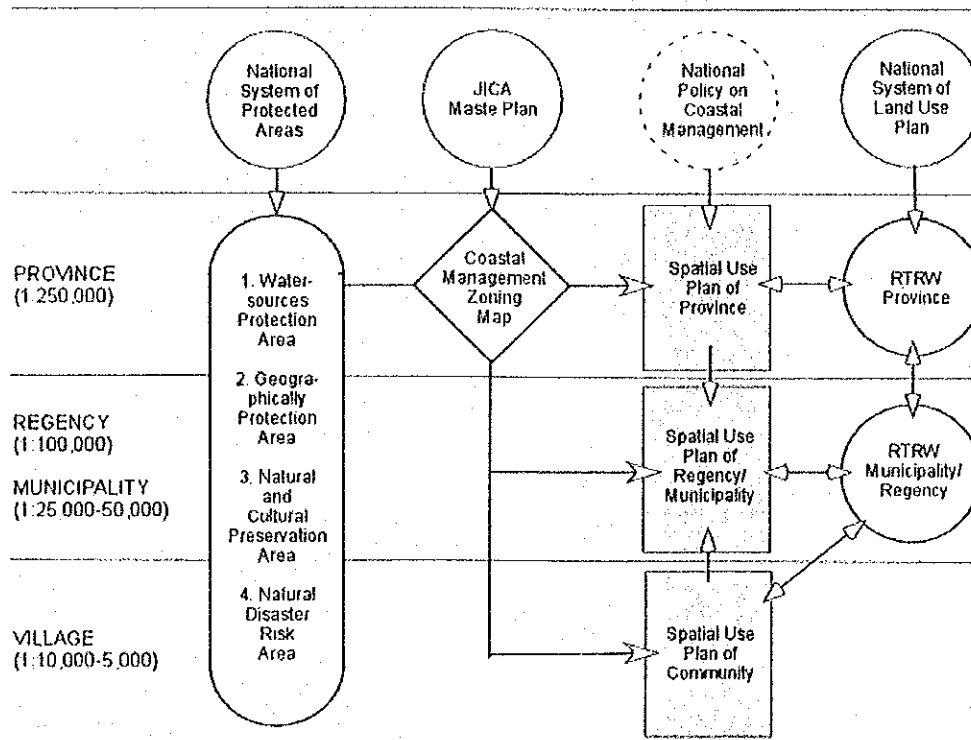 National
System of
Protected
Areas
JICA
Maste Plan
National
Policy on
Coastal
Management
National
System of
Land Use
Plan
PROVINCE
(1:250,000)
1. Water-
sources
Protection
Area
Coastal
Management
Zoning
Map
Spatial Use
Plan of
Province
RTRW
Province
2. Geogra-
phically
Protection
Area
REGENCY
(1:100,000)
MUNICIPALITY
(1:25,000-50,000)
3. Natural
and
Cultural
Preservation
Area
Spatial Use
Plan of
Regency/
Municipality
RTRW
Municipality/
Regency
4. Natural
Disaster
Risk
Area
VILLAGE
(1:10,000-5,000)
Spatial Use
Plan of
Community